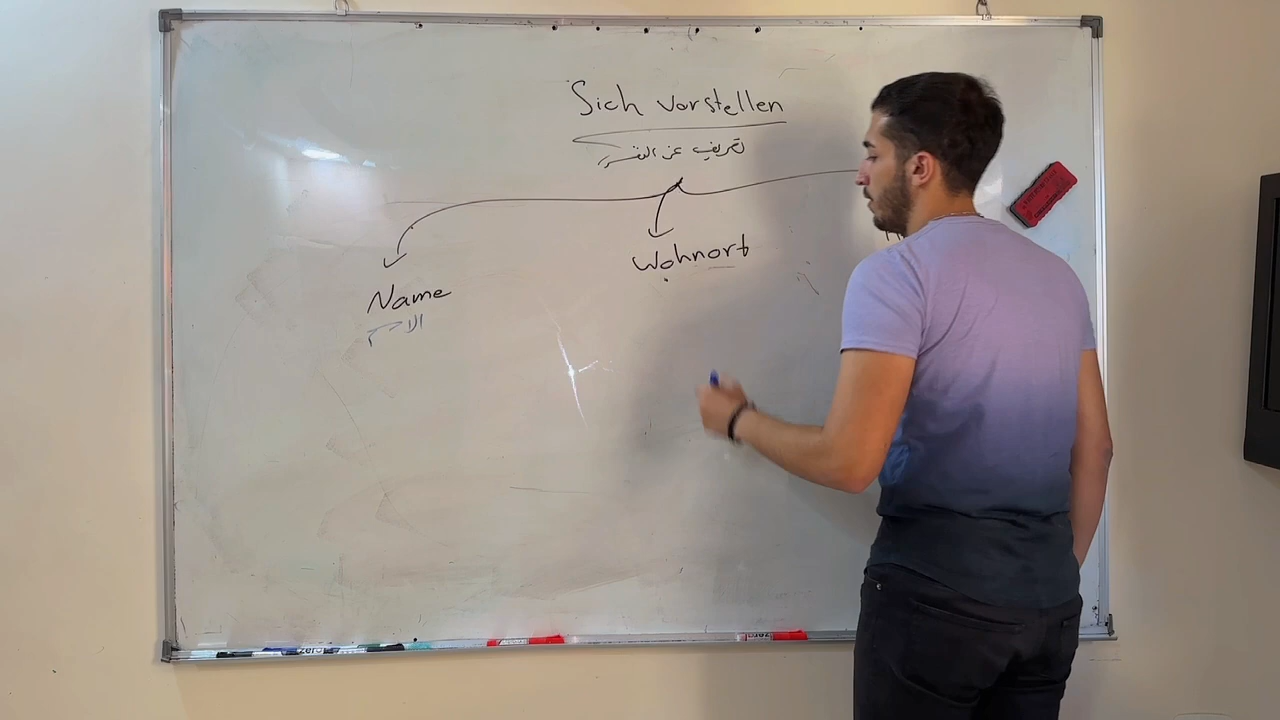 Sich vorstellen
تعريف عن النفس
Wohnort
Name
الاسم